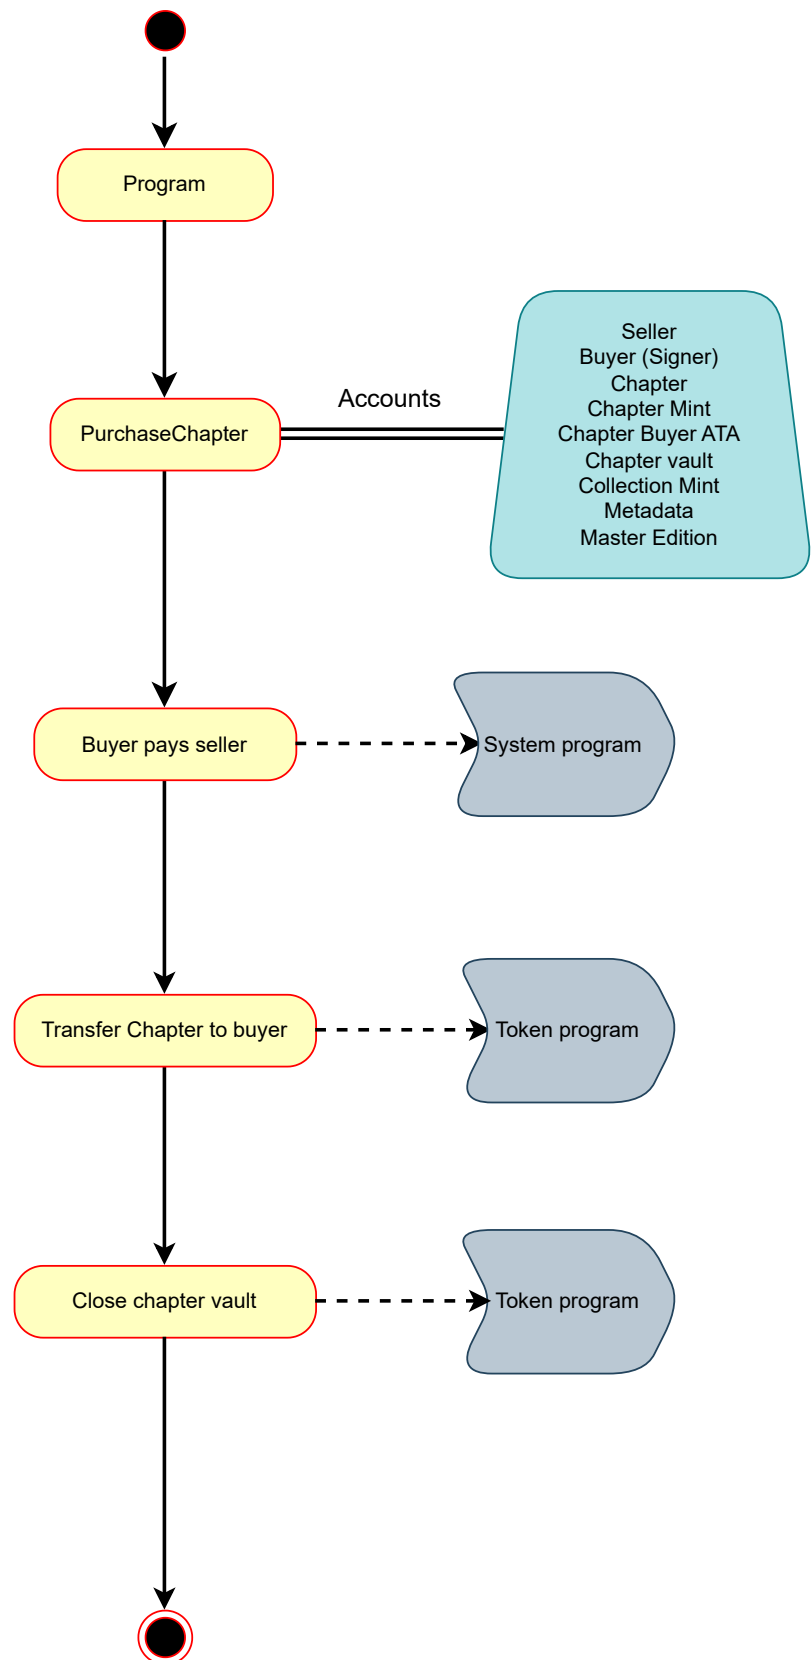 Program
Accounts
PurchaseChapter
Seller
Buyer (Signer)
Chapter
Chapter Mint
Chapter Buyer ATA
Chapter vault
Collection Mint
Metadata
Master Edition
Buyer pays seller
System program
Transfer Chapter to buyer
Token program
Close chapter vault
Token program